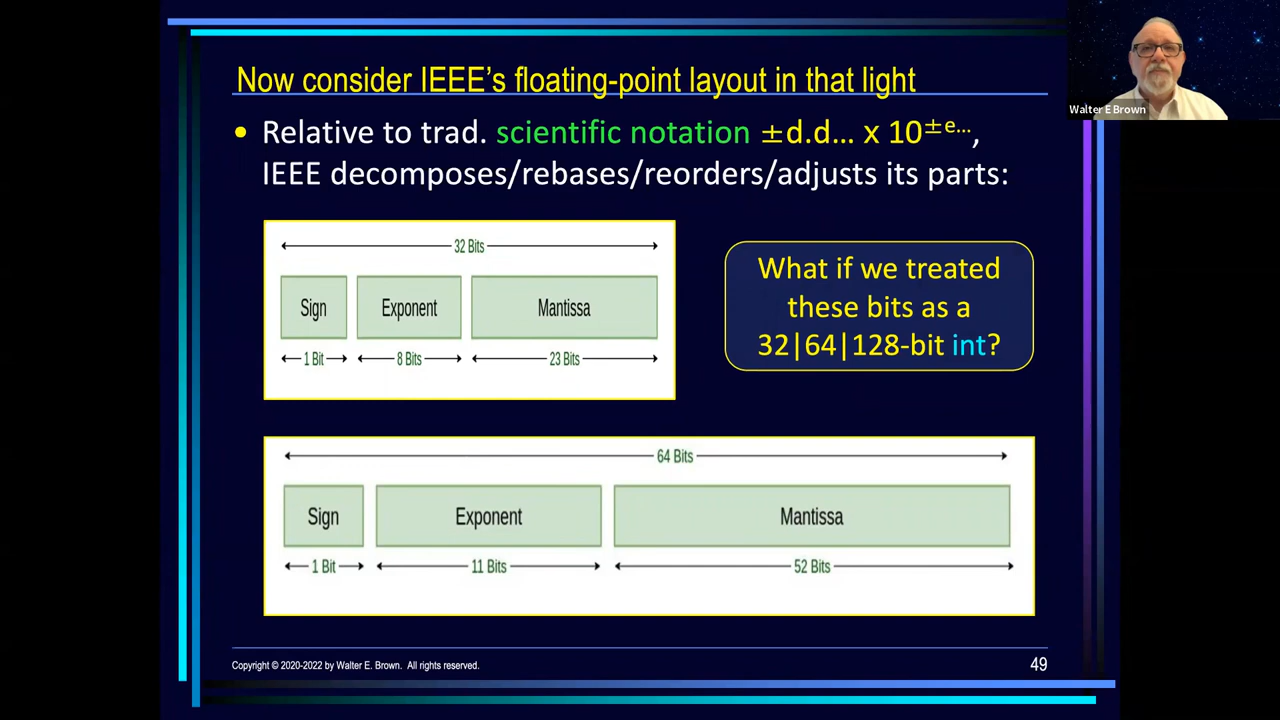 Now consider IEEE's floating-point layout in that light
Walter E Brown
• Relative to trad. scientific notation ±d.d… x 10±e…,
IEEE decomposes/rebases/reorders/adjusts its parts:
32 Bits
Sign Exponent Mantissa
1 Bit 8 Bits 23 Bits
What if we treated
these bits as a
32|64|128-bit int?
64 Bits
Sign Exponent Mantissa
1 Bit 11 Bits 52 Bits
Copyright © 2020-2022 by Walter E. Brown. All rights reserved.
49